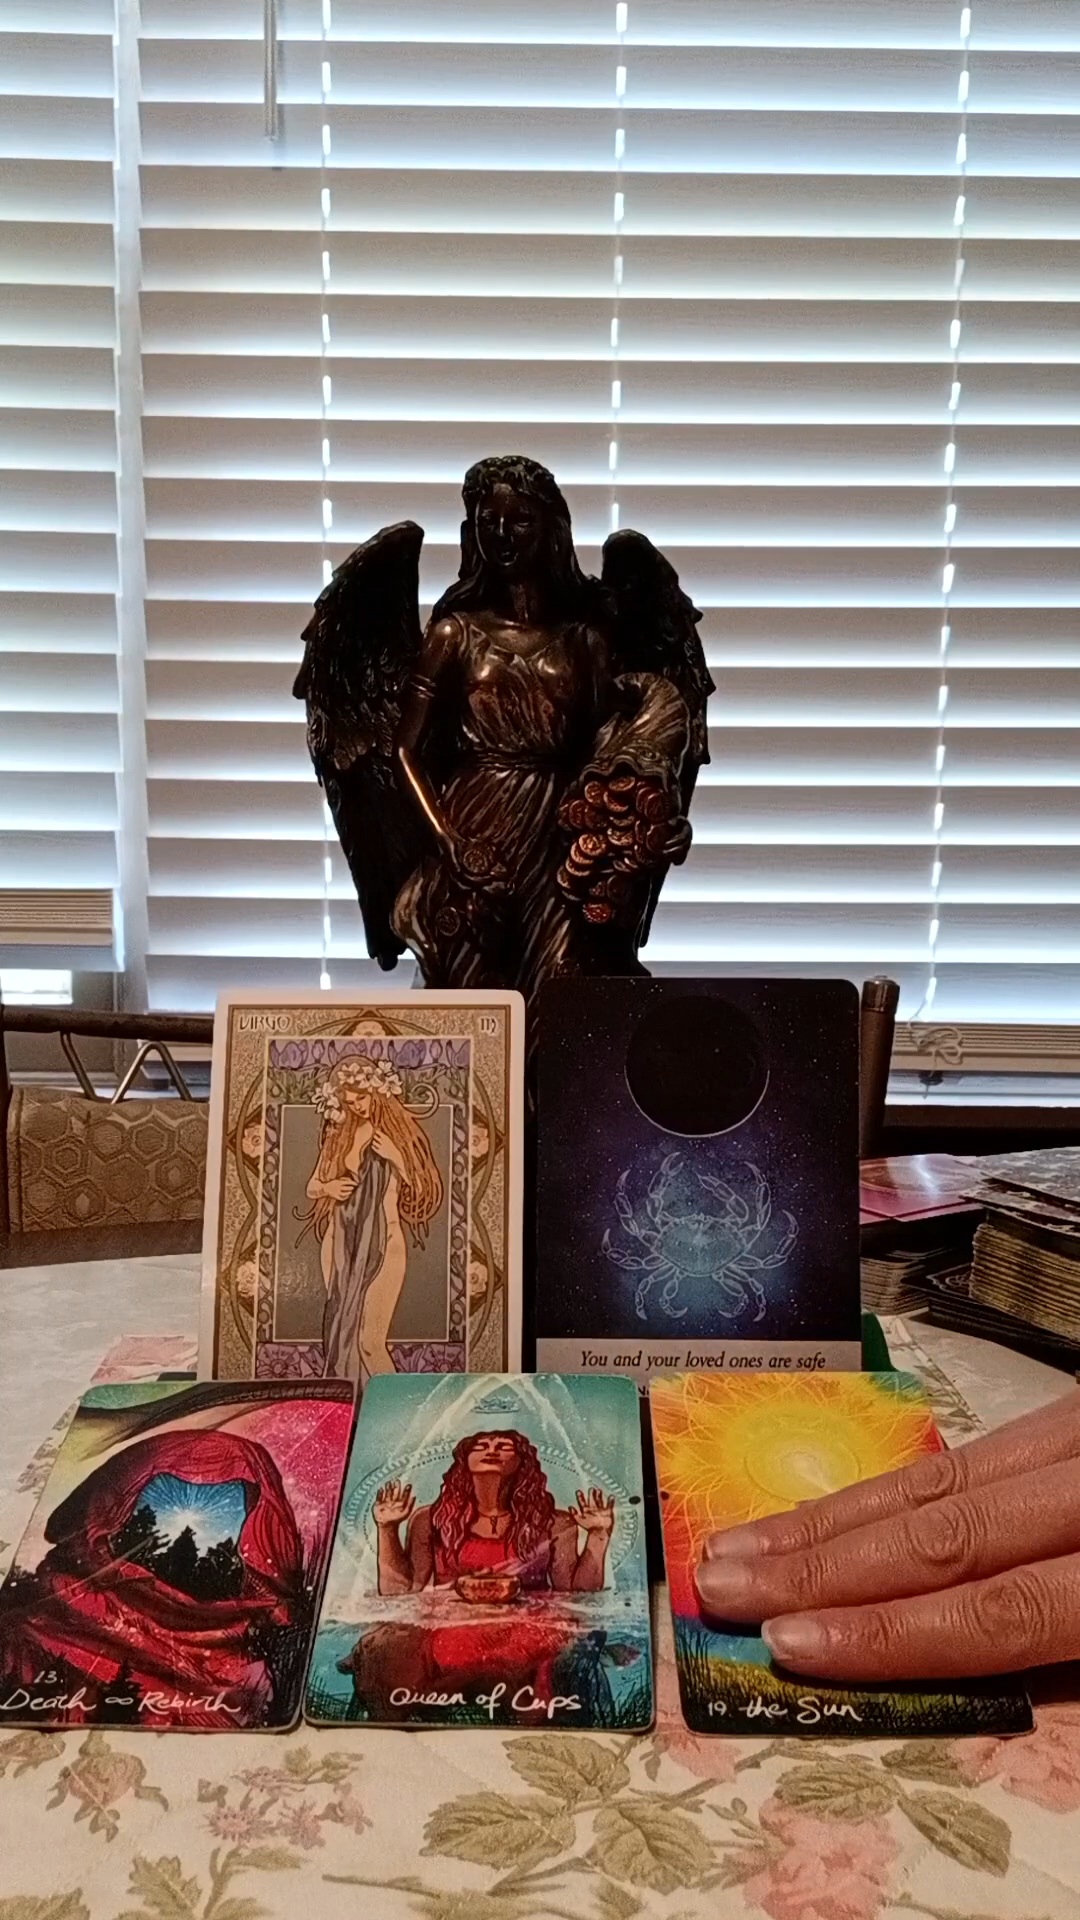 VIRGO ♍
You and your loved ones are safe
13.
Death ∞ Rebirth
Queen of Cups
19. the Sun